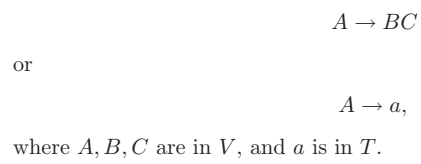 A → BC
or
A → a,
where A, B, C are in V, and a is in T.